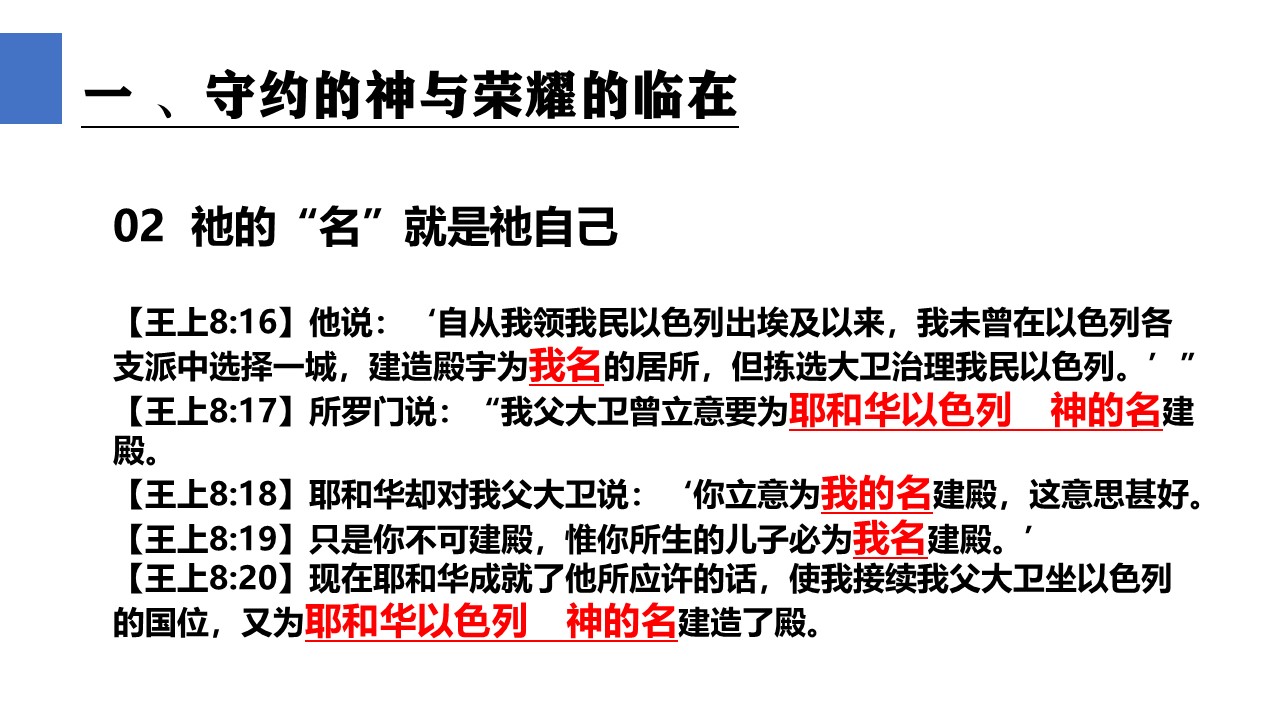 一 、守约的神与荣耀的临在
02 祂的“名”就是祂自己
【王上8:16】他说：‘自从我领我民以色列出埃及以来，我未曾在以色列各
支派中选择一城，建造殿宇为我名的居所，但拣选大卫治理我民以色列。’”
【王上8:17】所罗门说：“我父大卫曾立意要为耶和华以色列　神的名建
殿。
【王上8:18】耶和华却对我父大卫说：‘你立意为我的名建殿，这意思甚好。
【王上8:19】只是你不可建殿，惟你所生的儿子必为我名建殿。’
【王上8:20】现在耶和华成就了他所应许的话，使我接续我父大卫坐以色列
的国位，又为耶和华以色列　神的名建造了殿。